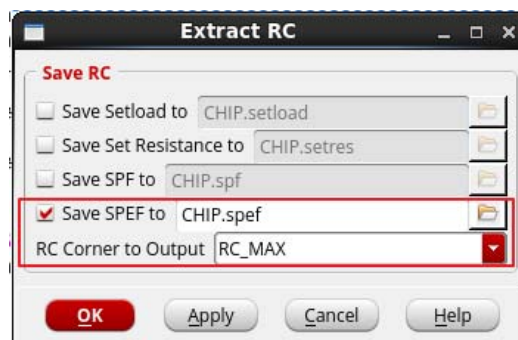 Extract RC
Save RC
Save Setload to CHIP.setload
Save Set Resistance to CHIP.setres
Save SPF to CHIP.spf
Save SPEF to CHIP.spef
RC Corner to Output RC_MAX
OK Apply Cancel Help